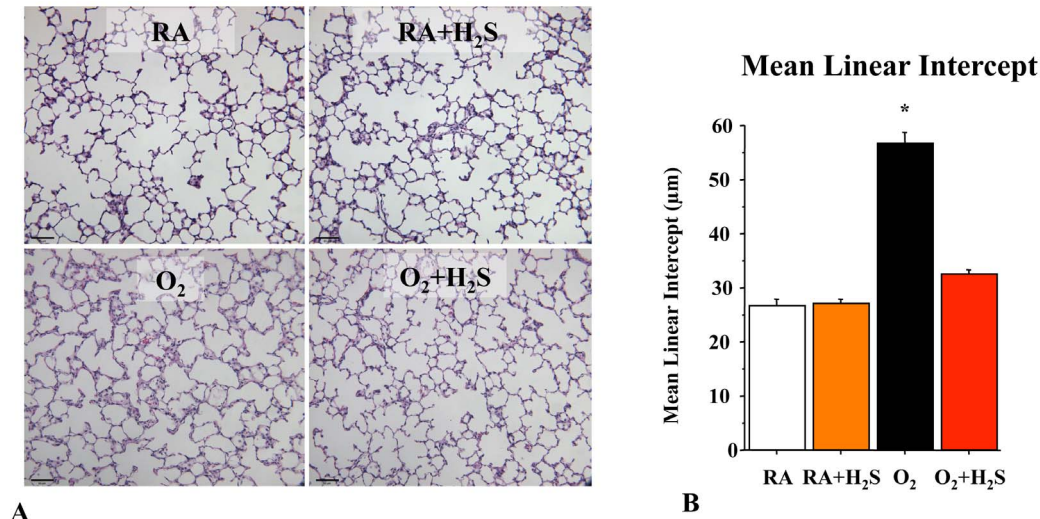 RA
RA+H₂S
O₂
O₂+H₂S
A
Mean Linear Intercept
*
Mean Linear Intercept (µm)
60
50
40
30
20
10
0
RA RA+H₂S O₂ O₂+H₂S
B